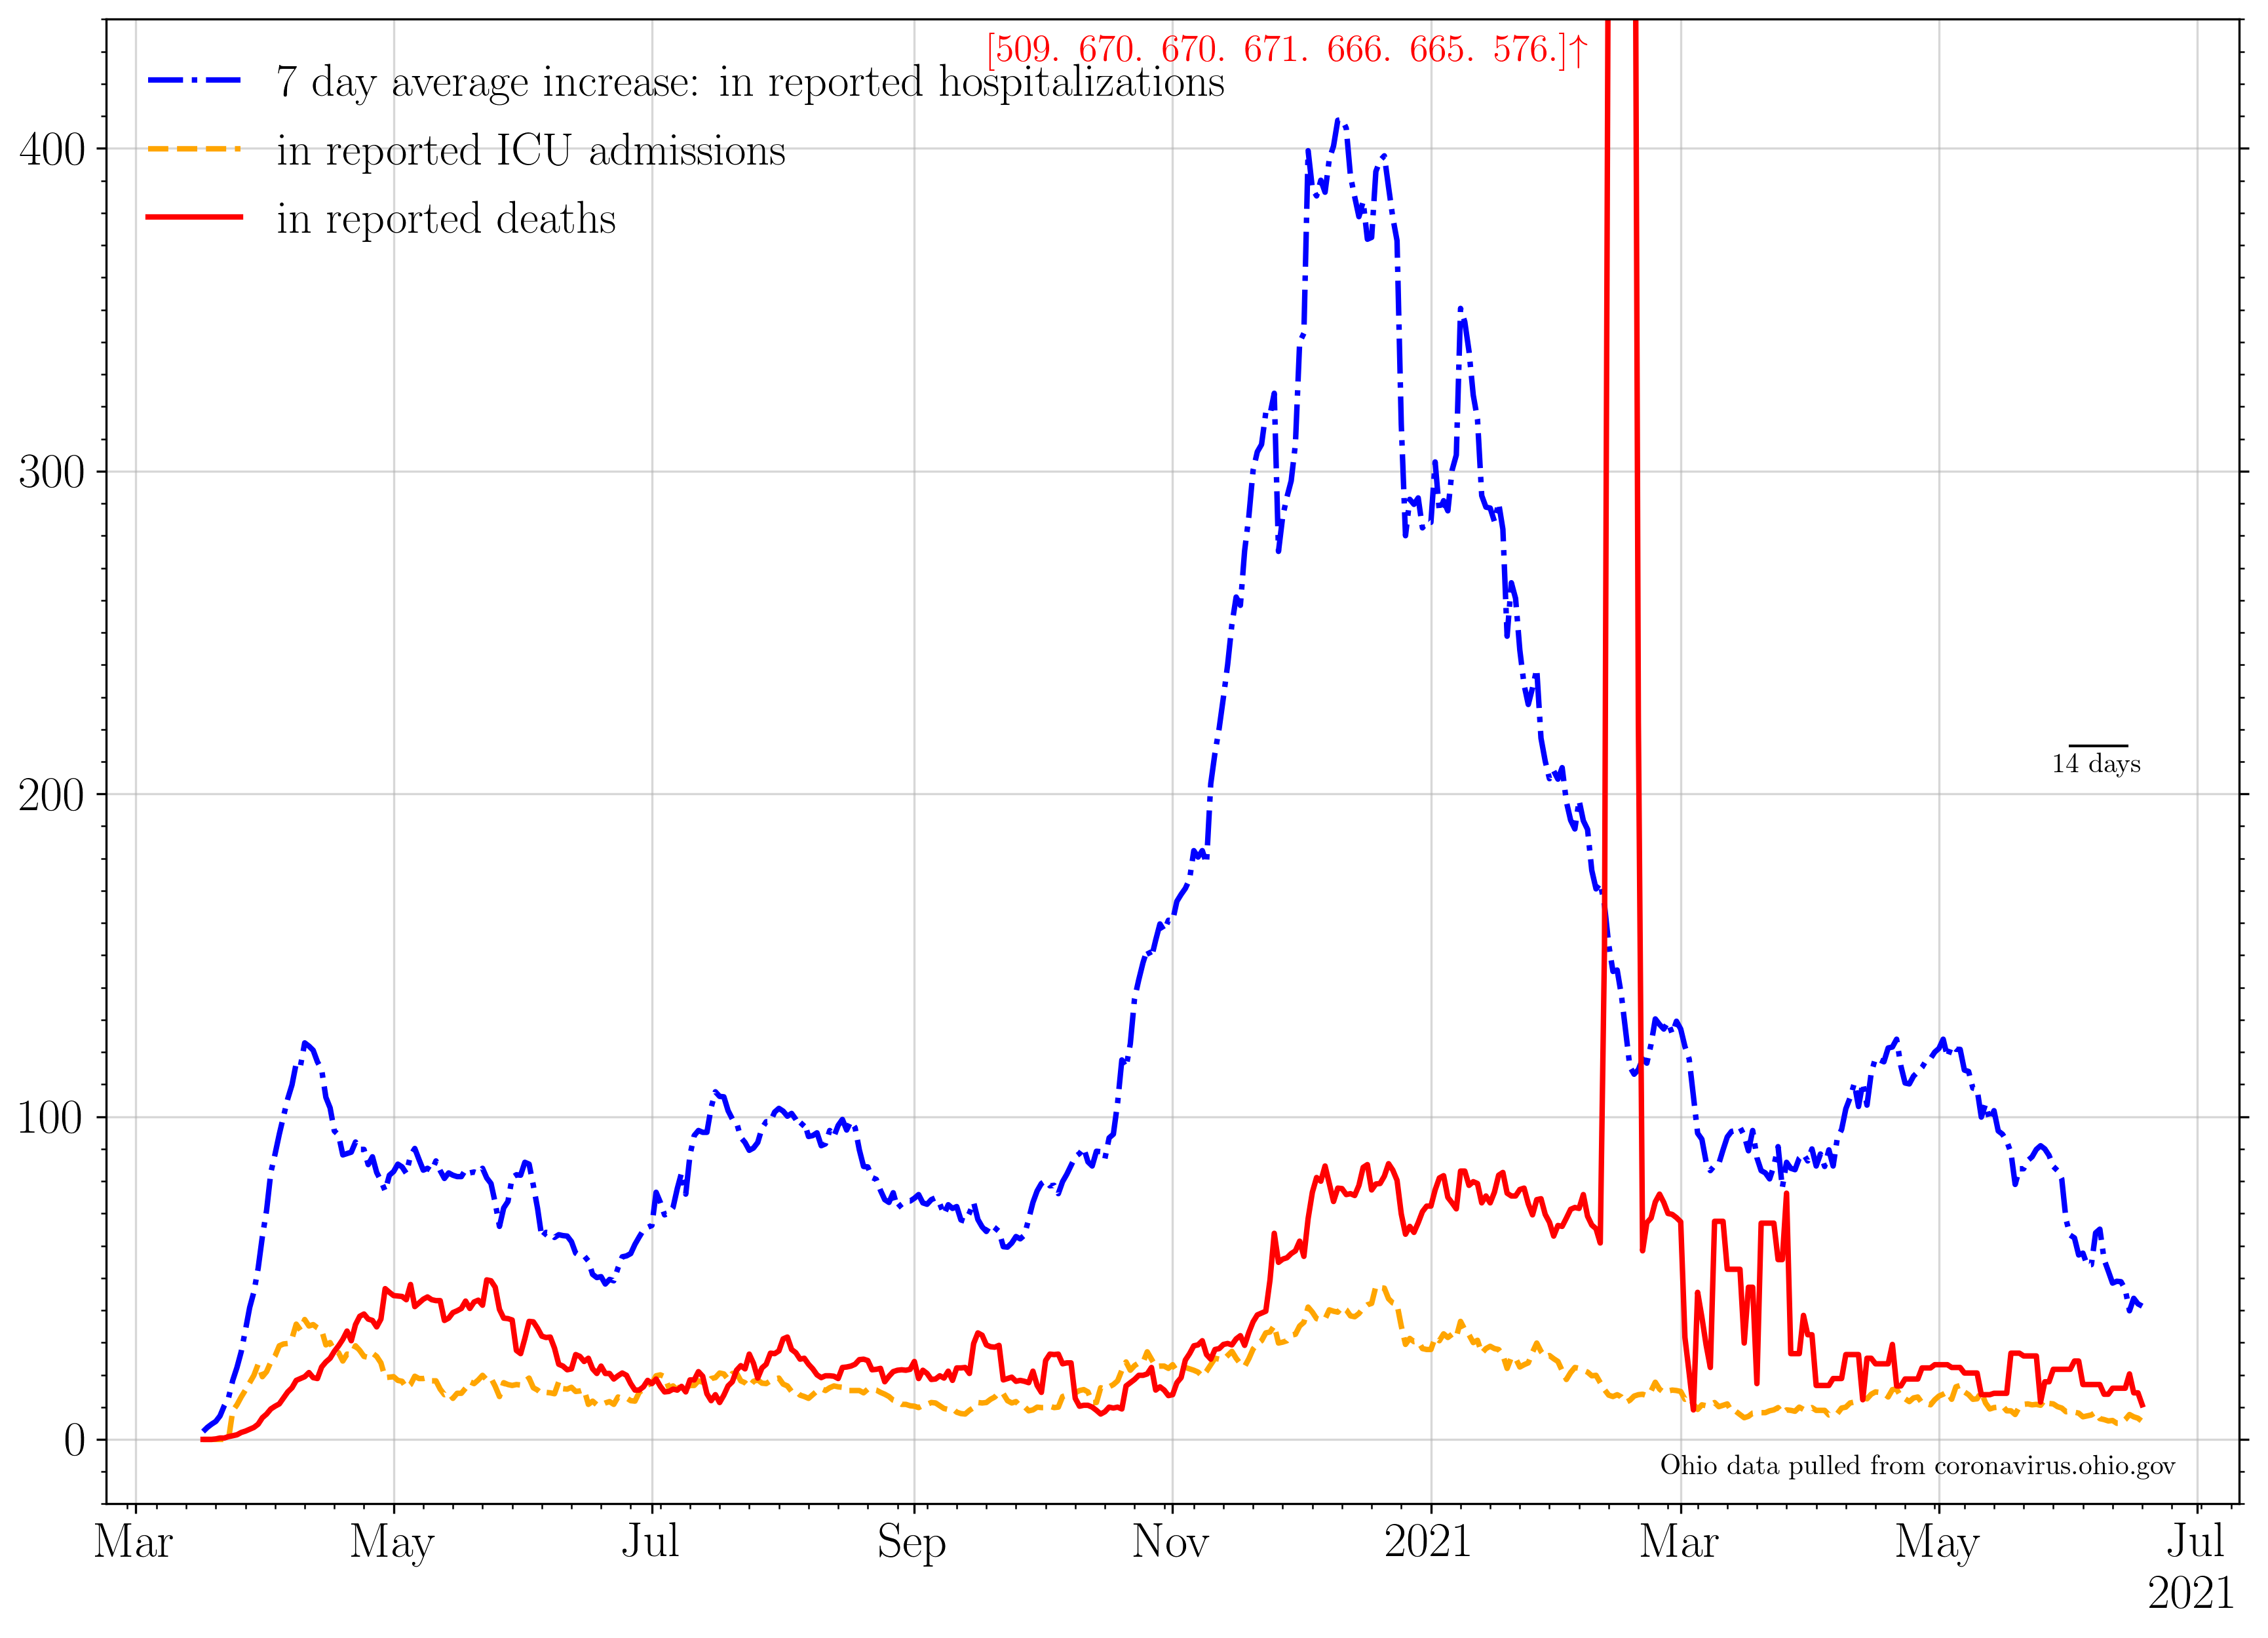 [509. 670. 670. 671. 666. 665. 576.]↑
7 day average increase: in reported hospitalizations
in reported ICU admissions
in reported deaths
400
300
200
100
0
14 days
Ohio data pulled from coronavirus.ohio.gov
Mar May Jul Sep Nov 2021 Mar May Jul
2021